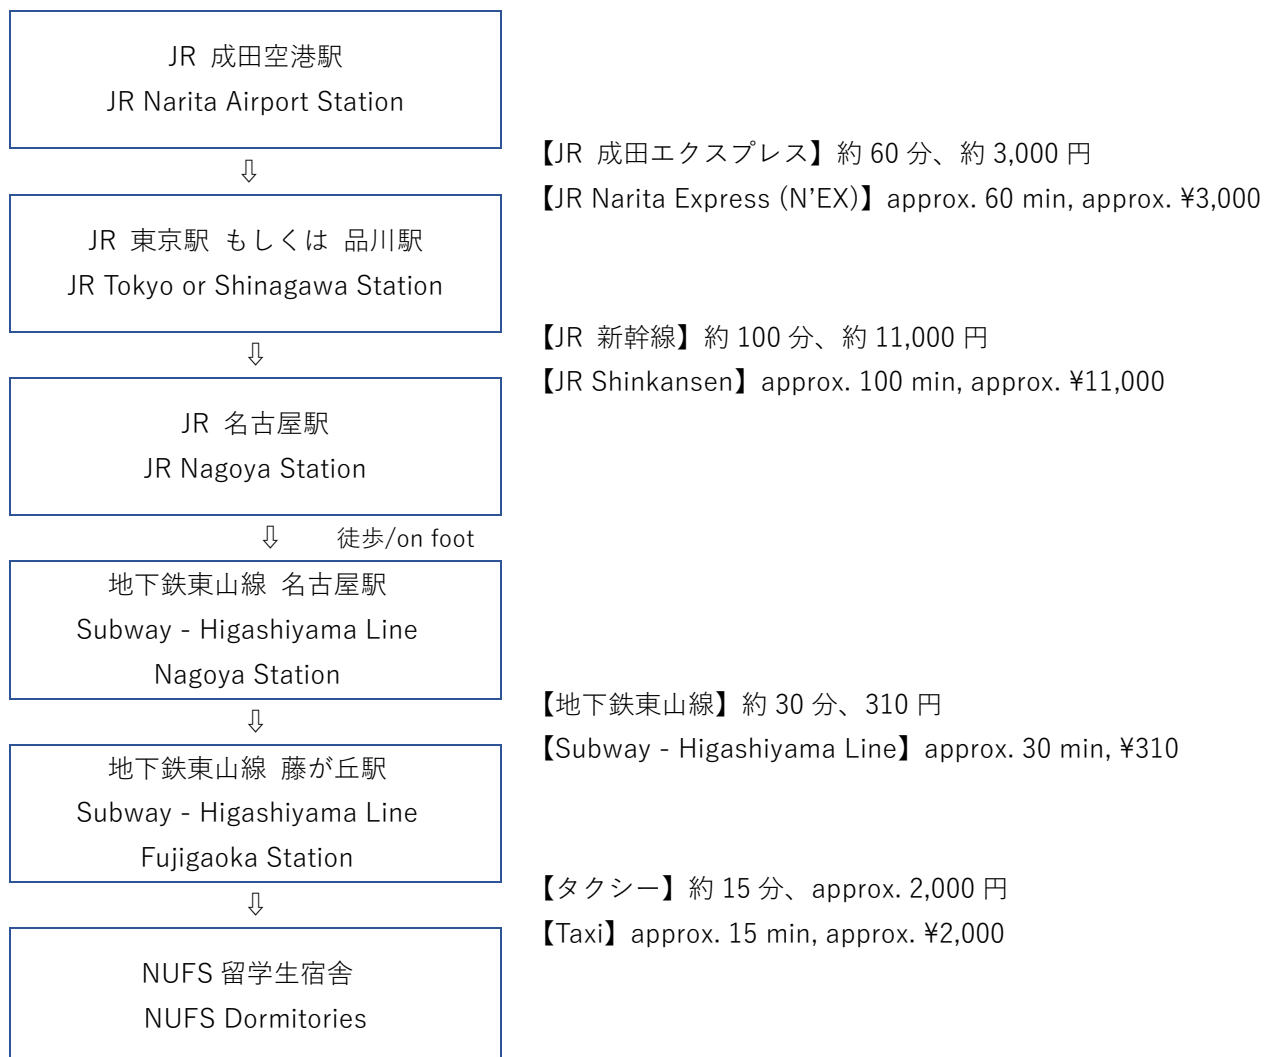 JR 成田空港駅
JR Narita Airport Station
⇩
【JR 成田エクスプレス】約 60 分、約 3,000 円
【JR Narita Express (N’EX)】approx. 60 min, approx. ¥3,000
JR 東京駅 もしくは 品川駅
JR Tokyo or Shinagawa Station
⇩
【JR 新幹線】約 100 分、約 11,000 円
【JR Shinkansen】approx. 100 min, approx. ¥11,000
JR 名古屋駅
JR Nagoya Station
⇩ 徒歩/on foot
地下鉄東山線 名古屋駅
Subway - Higashiyama Line
Nagoya Station
⇩
【地下鉄東山線】約 30 分、310 円
【Subway - Higashiyama Line】approx. 30 min, ¥310
地下鉄東山線 藤が丘駅
Subway - Higashiyama Line
Fujigaoka Station
⇩
【タクシー】約 15 分、approx. 2,000 円
【Taxi】approx. 15 min, approx. ¥2,000
NUFS 留学生宿舎
NUFS Dormitories